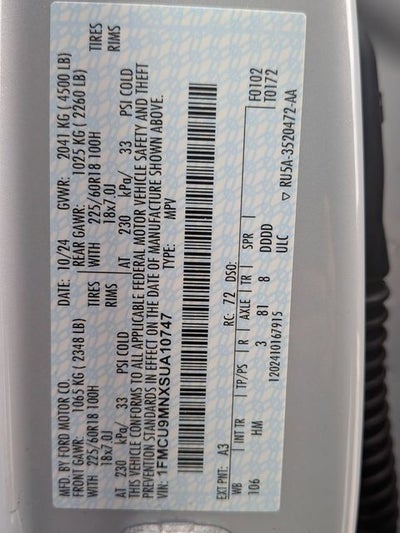 MFD. BY FORD MOTOR CO. DATE: 10/24 GVWR: 2041 KG ( 4500 LB)
FRONT GAWR: 1065 KG ( 2348 LB) REAR GAWR: 1025 KG ( 2260 LB)
WITH 225/60R18 100H TIRES WITH 225/60R18 100H TIRES
18x7.0J RIMS 18x7.0J RIMS
AT 230 kPa/ 33 PSI COLD AT 230 kPa/ 33 PSI COLD
THIS VEHICLE CONFORMS TO ALL APPLICABLE FEDERAL MOTOR VEHICLE SAFETY AND THEFT
PREVENTION STANDARDS IN EFFECT ON THE DATE OF MANUFACTURE SHOWN ABOVE.
VIN: 1FMCU9MNXSUA10747 TYPE: MPV
F0102
T0172
EXT PNT: A3 RC: 72 DSO:
WB INT TR TP/PS R AXLE TR SPR
106 HM 3 81 8 DDDD
ULC
▽ RU5A-3520472-AA
1202410167915